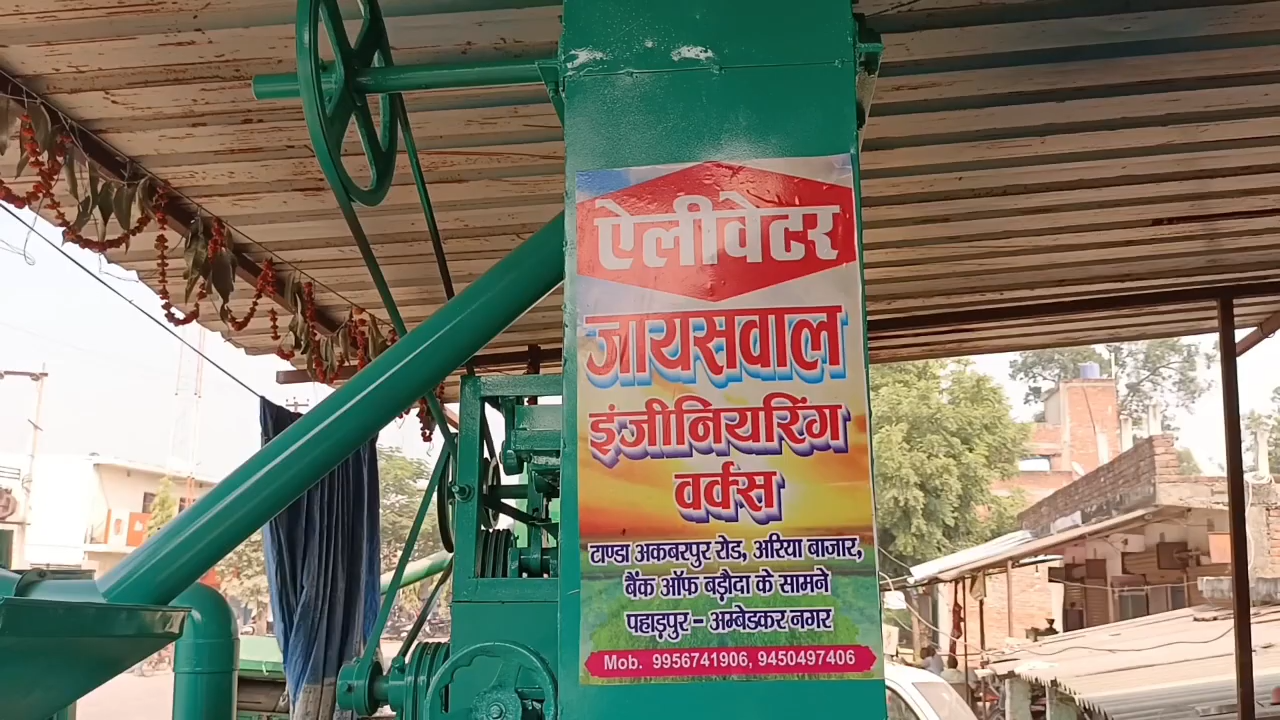 ऐलीवेटर
जायसवाल
इंजीनियरिंग
वर्क्स
टाण्डा अकबरपुर रोड, अरिया बाजार,
बैंक ऑफ बड़ौदा के सामने
पहाड़पुर - अम्बेडकर नगर
Mob. 9956741906, 9450497406